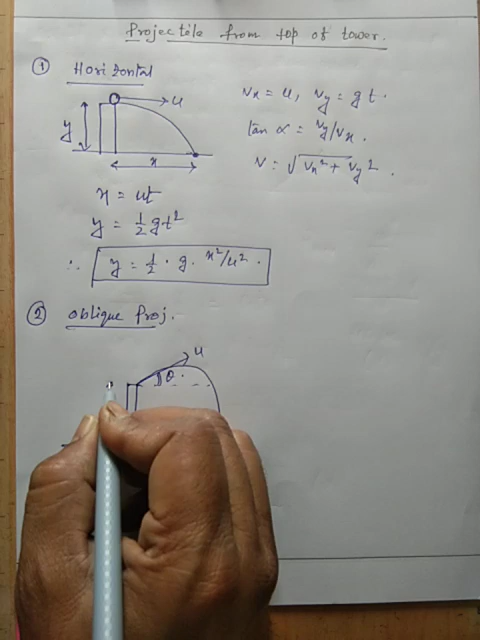 Projectile from top of tower.
① Horizontal
u
y
x
Vx = u, Vy = gt.
tan α = Vy/Vx.
V = √Vx² + Vy² .
x = ut
y = ½ gt²
∴ y = ½ · g · x²/u² .
② Oblique Proj.
u
θ